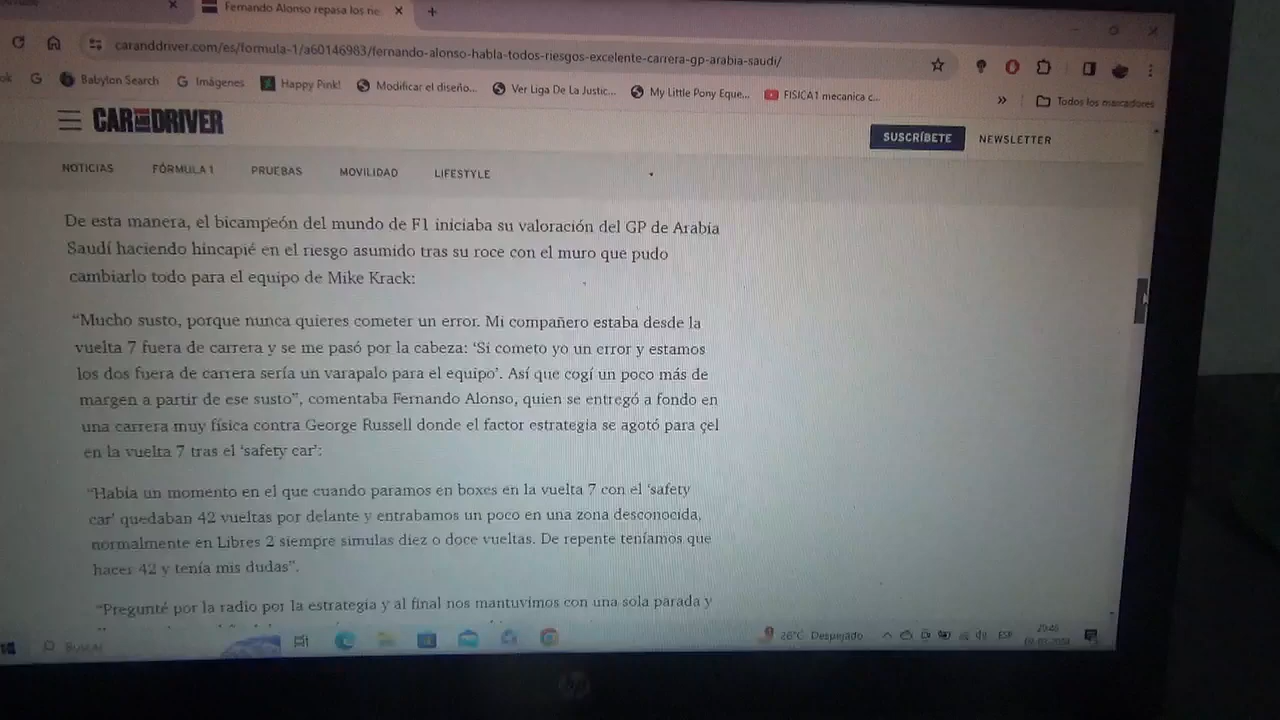 Fernando Alonso repasa los rie
caranddriver.com/es/formula-1/a60146983/fernando-alonso-habla-todos-riesgos-excelente-carrera-gp-arabia-saudi/
ok G Babylon Search G Imágenes Happy Pink! Modificar el diseño... Ver Liga De La Justic... My Little Pony Eque... FISICA1 mecanica c... » Todos los marcadores
CAR AND DRIVER
SUSCRÍBETE NEWSLETTER
NOTICIAS FÓRMULA 1 PRUEBAS MOVILIDAD LIFESTYLE
De esta manera, el bicampeón del mundo de F1 iniciaba su valoración del GP de Arabia
Saudí haciendo hincapié en el riesgo asumido tras su roce con el muro que pudo
cambiarlo todo para el equipo de Mike Krack:
“Mucho susto, porque nunca quieres cometer un error. Mi compañero estaba desde la
vuelta 7 fuera de carrera y se me pasó por la cabeza: ‘Si cometo yo un error y estamos
los dos fuera de carrera sería un varapalo para el equipo’. Así que cogí un poco más de
margen a partir de ese susto”, comentaba Fernando Alonso, quien se entregó a fondo en
una carrera muy física contra George Russell donde el factor estrategia se agotó para çel
en la vuelta 7 tras el ‘safety car’:
“Había un momento en el que cuando paramos en boxes en la vuelta 7 con el ‘safety
car’ quedaban 42 vueltas por delante y entrabamos un poco en una zona desconocida,
normalmente en Libres 2 siempre simulas diez o doce vueltas. De repente teníamos que
hacer 42 y tenía mis dudas”.
“Pregunté por la radio por la estrategia y al final nos mantuvimos con una sola parada y
Buscar 26°C Despejado ESP
hp